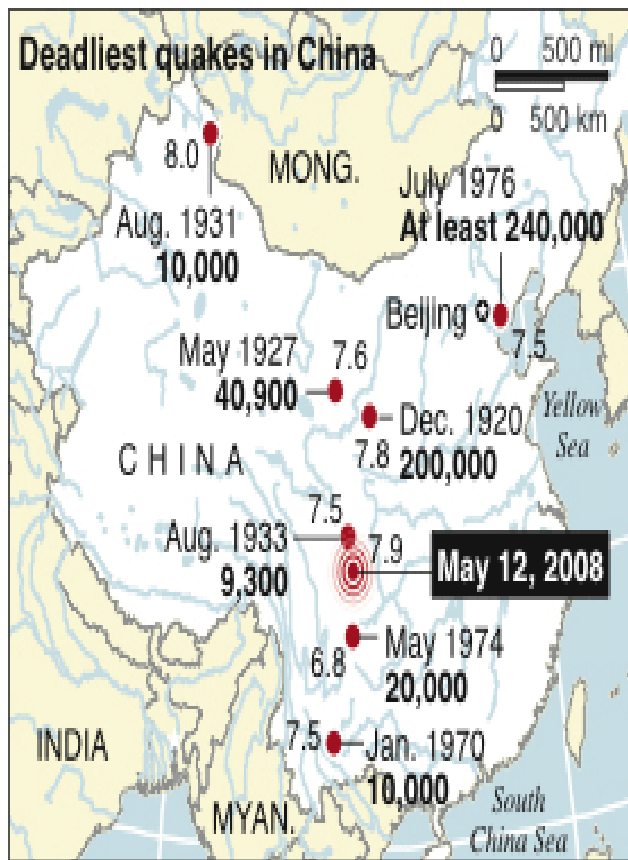 Deadliest quakes in China
0 500 mi
0 500 km
8.0
MONG.
Aug. 1931
10,000
July 1976
At least 240,000
Beijing
7.5
May 1927
40,900
7.6
Dec. 1920
200,000
7.8
Yellow
Sea
CHINA
7.5
Aug. 1933
9,300
7.9
May 12, 2008
6.8
May 1974
20,000
7.5
Jan. 1970
10,000
INDIA
MYAN.
South
China Sea